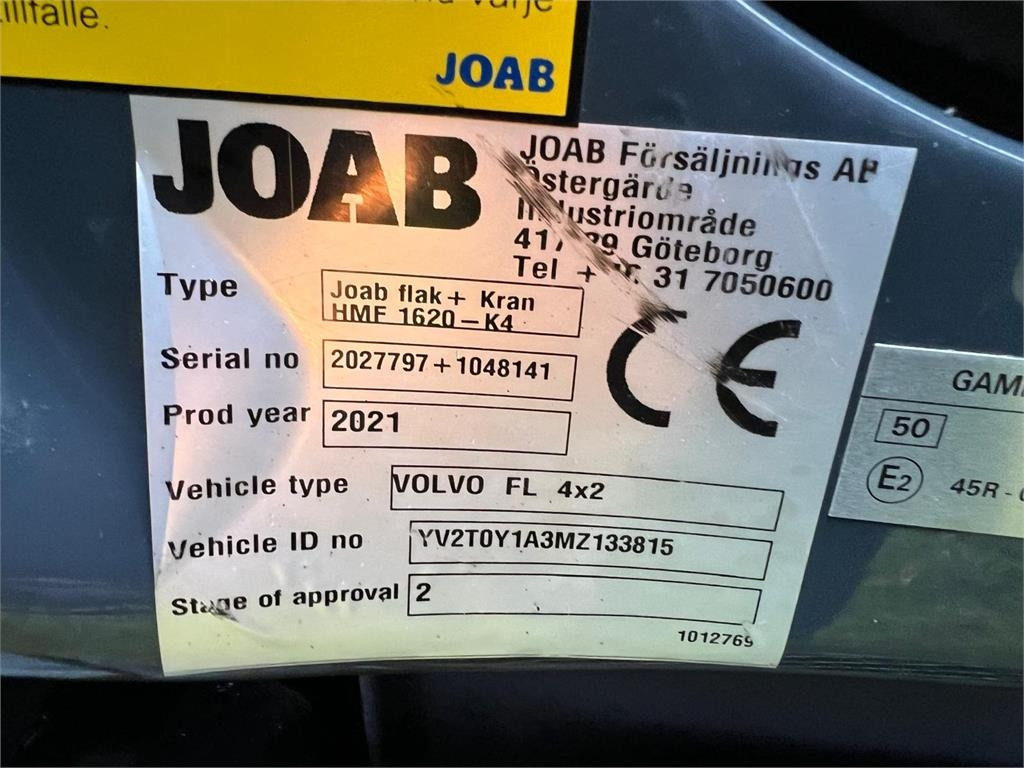 tillfälle.
varje
JOAB
JOAB
JOAB Försäljnings AB
Östergärde
Industriområde
Göteborg
Tel + 31 7050600
Type Joab flak + Kran
HMF 1620-K4
Serial no 2027797 + 1048141
Prod year 2021
CE
Vehicle type VOLVO FL 4x2
Vehicle ID no YV2T0Y1A3MZ133815
Stage of approval 2
1012769
50
E2 45R